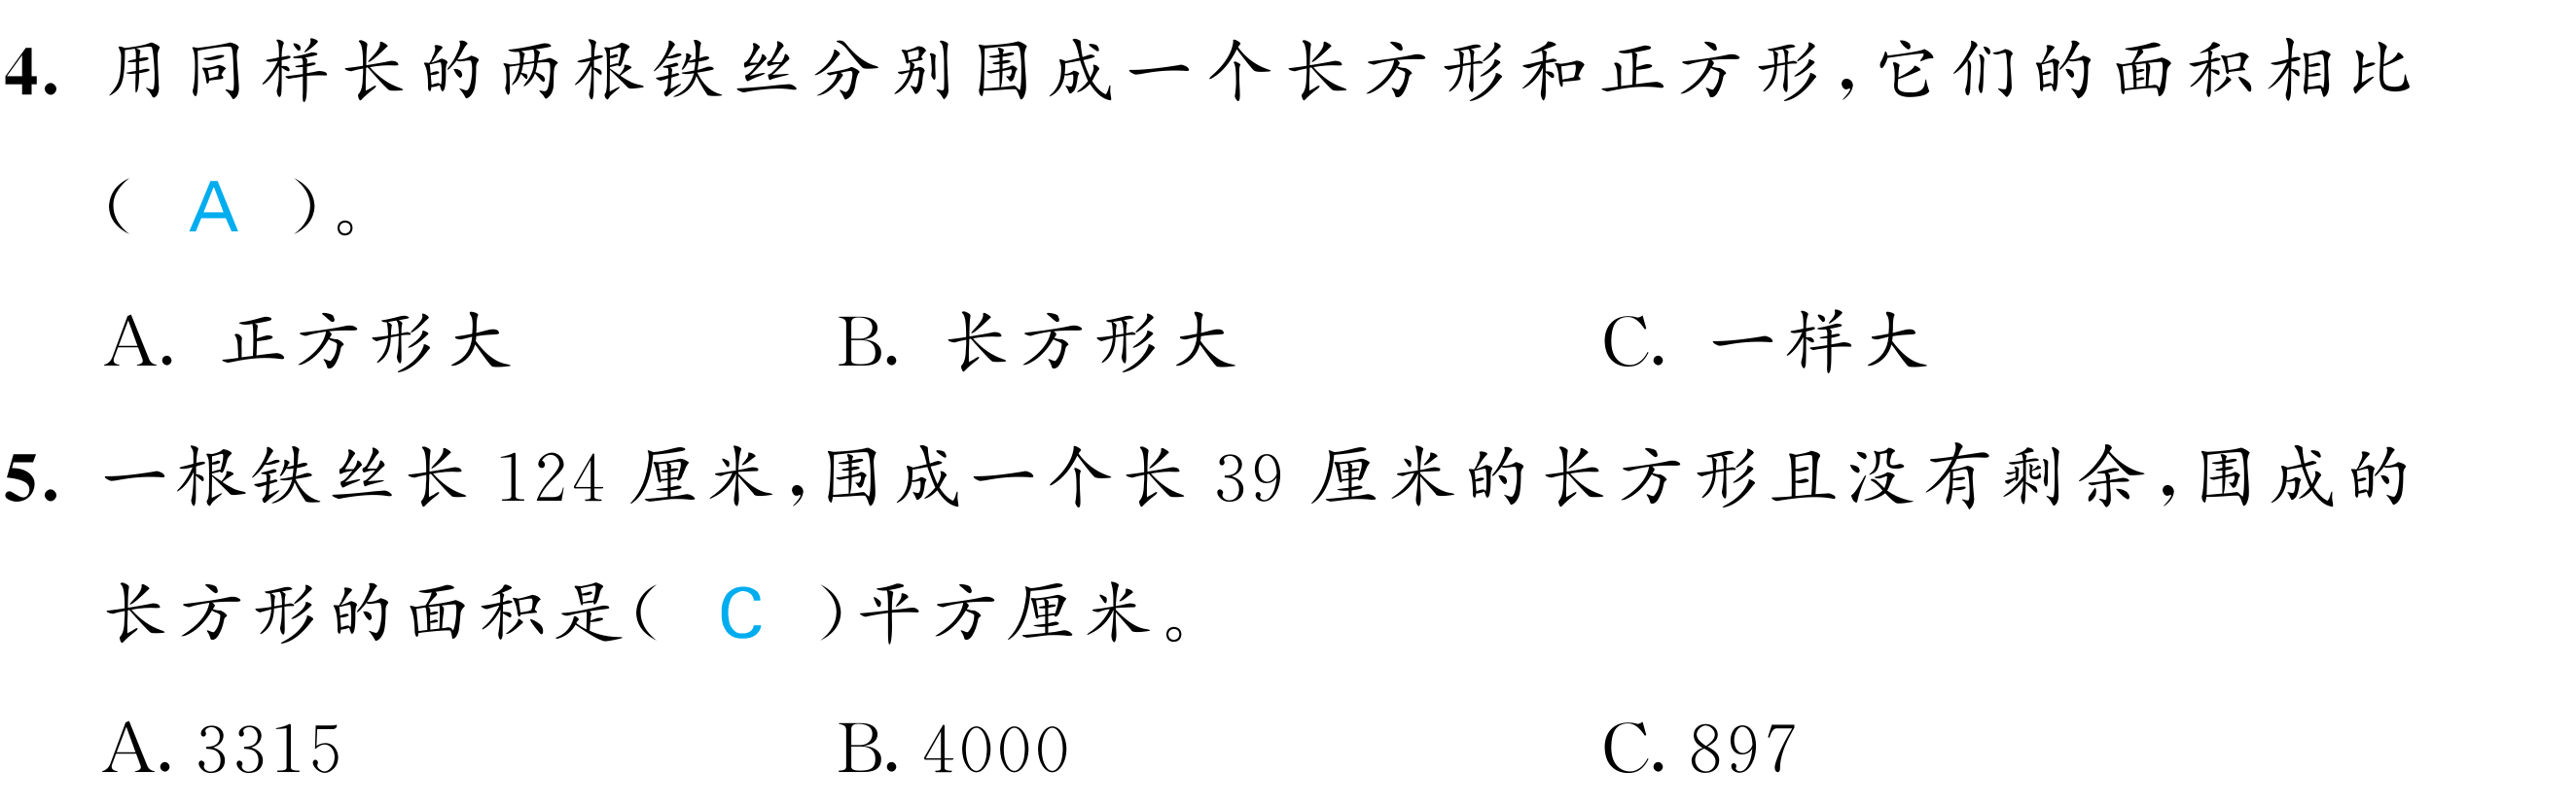 4. 用同样长的两根铁丝分别围成一个长方形和正方形,它们的面积相比
( A )。
A. 正方形大 B. 长方形大 C. 一样大
5. 一根铁丝长 124 厘米,围成一个长 39 厘米的长方形且没有剩余,围成的
长方形的面积是( C )平方厘米。
A. 3315 B. 4000 C. 897